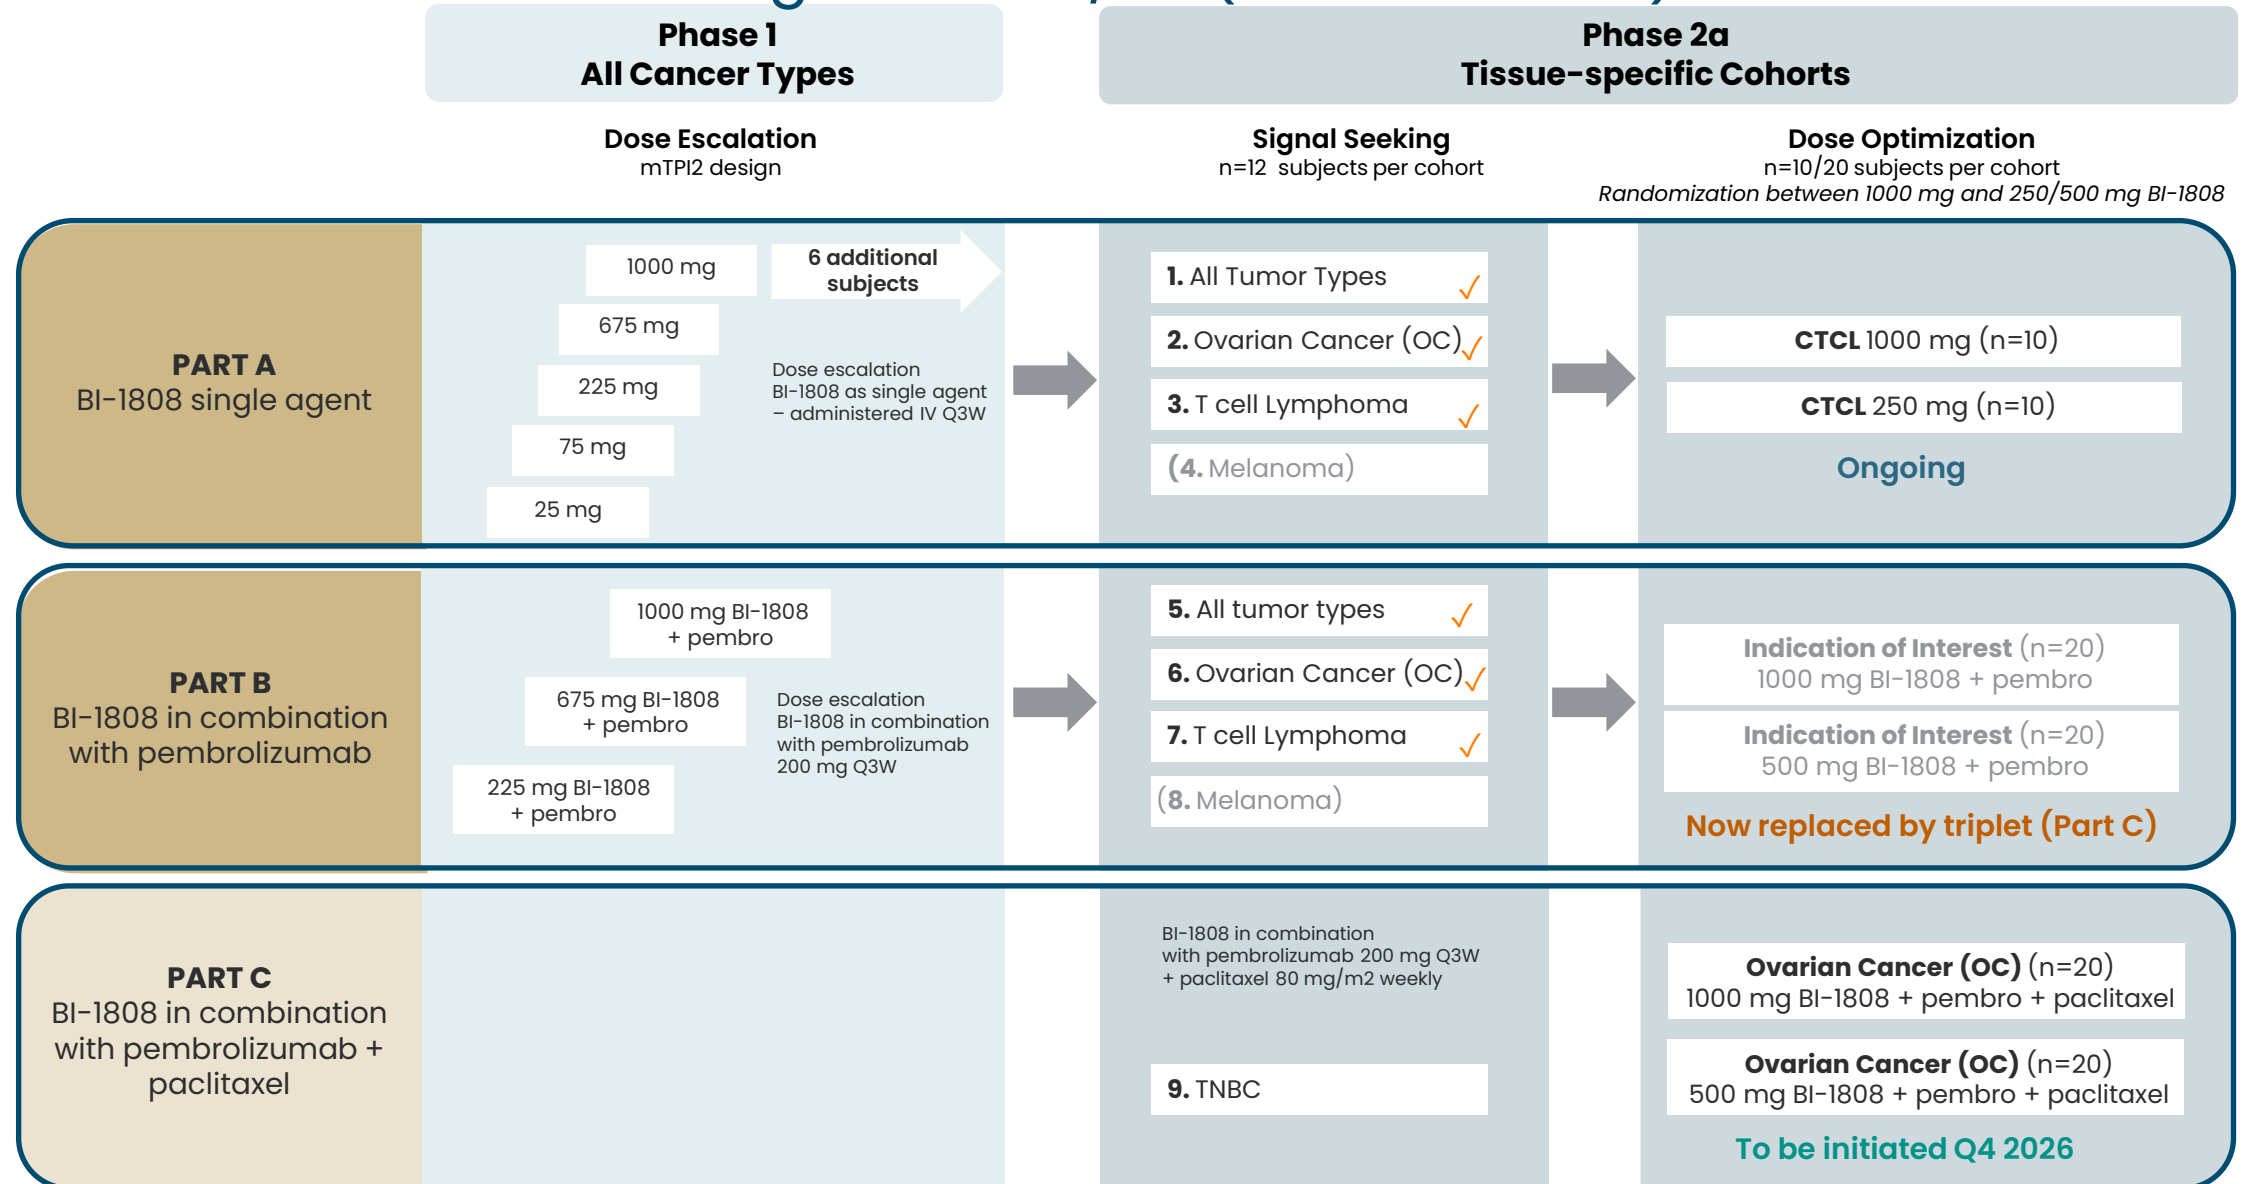 Phase 1
All Cancer Types
Phase 2a
Tissue-specific Cohorts
Dose Escalation
mTPI2 design
Signal Seeking
n=12 subjects per cohort
Dose Optimization
n=10/20 subjects per cohort
Randomization between 1000 mg and 250/500 mg BI-1808
PART A
BI-1808 single agent
1000 mg
675 mg
225 mg
75 mg
25 mg
6 additional
subjects
Dose escalation
BI-1808 as single agent
– administered IV Q3W
1. All Tumor Types ✓
2. Ovarian Cancer (OC) ✓
3. T cell Lymphoma ✓
(4. Melanoma)
CTCL 1000 mg (n=10)
CTCL 250 mg (n=10)
Ongoing
PART B
BI-1808 in combination
with pembrolizumab
1000 mg BI-1808
+ pembro
675 mg BI-1808
+ pembro
225 mg BI-1808
+ pembro
Dose escalation
BI-1808 in combination
with pembrolizumab
200 mg Q3W
5. All tumor types ✓
6. Ovarian Cancer (OC) ✓
7. T cell Lymphoma ✓
(8. Melanoma)
Indication of Interest (n=20)
1000 mg BI-1808 + pembro
Indication of Interest (n=20)
500 mg BI-1808 + pembro
Now replaced by triplet (Part C)
PART C
BI-1808 in combination
with pembrolizumab +
paclitaxel
BI-1808 in combination
with pembrolizumab 200 mg Q3W
+ paclitaxel 80 mg/m2 weekly
9. TNBC
Ovarian Cancer (OC) (n=20)
1000 mg BI-1808 + pembro + paclitaxel
Ovarian Cancer (OC) (n=20)
500 mg BI-1808 + pembro + paclitaxel
To be initiated Q4 2026